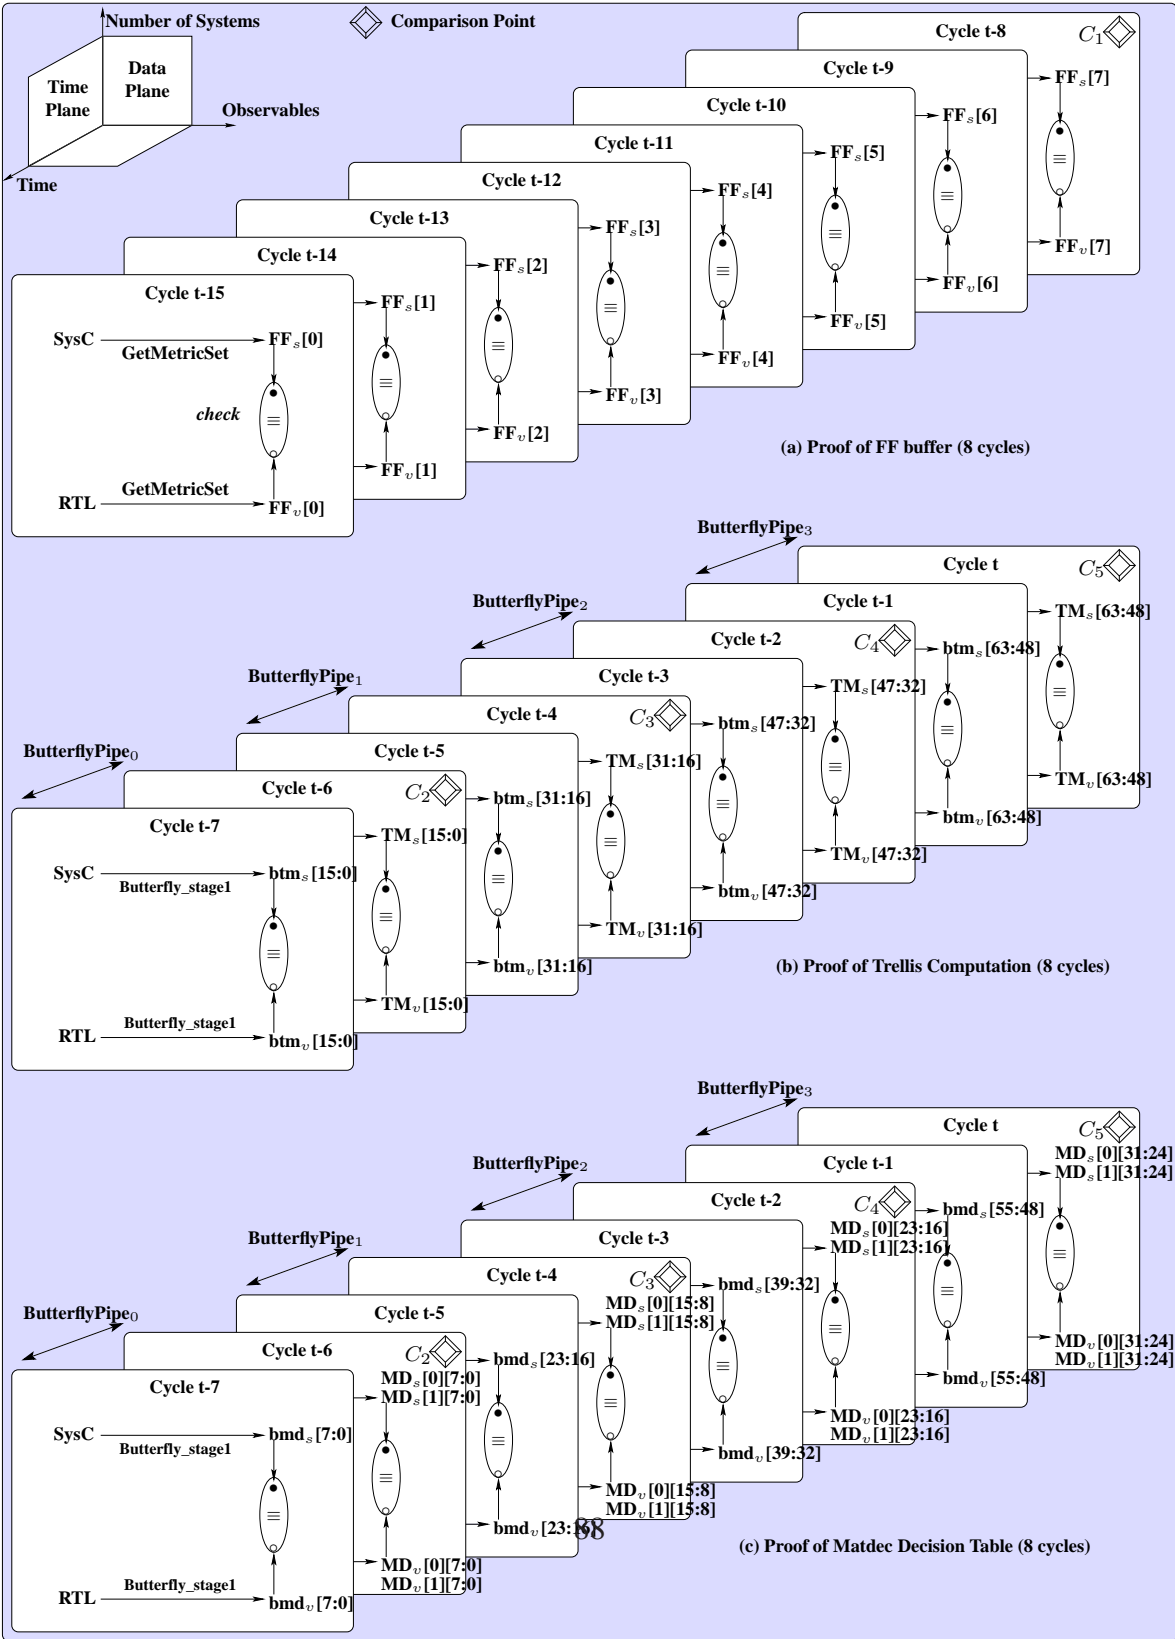 Number of Systems
Comparison Point
Time Plane
Data Plane
Observables
Time
Cycle t-8
C1
Cycle t-9
FFs[7]
Cycle t-10
FFs[6]
Cycle t-11
FFs[5]
Cycle t-12
FFs[4]
Cycle t-13
FFs[3]
Cycle t-14
FFs[2]
Cycle t-15
FFs[1]
SysC
GetMetricSet
FFs[0]
≡
≡
≡
≡
≡
≡
≡
≡
check
FFv[7]
FFv[6]
FFv[5]
FFv[4]
FFv[3]
FFv[2]
FFv[1]
RTL
GetMetricSet
FFv[0]
(a) Proof of FF buffer (8 cycles)
ButterflyPipe3
Cycle t
C5
Cycle t-1
TMs[63:48]
ButterflyPipe2
Cycle t-2
C4
btms[63:48]
Cycle t-3
TMs[47:32]
ButterflyPipe1
Cycle t-4
C3
btms[47:32]
Cycle t-5
TMs[31:16]
ButterflyPipe0
Cycle t-6
C2
btms[31:16]
Cycle t-7
TMs[15:0]
SysC
Butterfly_stage1
btms[15:0]
≡
≡
≡
≡
≡
≡
≡
≡
TMv[63:48]
btmv[63:48]
TMv[47:32]
btmv[47:32]
TMv[31:16]
btmv[31:16]
TMv[15:0]
RTL
Butterfly_stage1
btmv[15:0]
(b) Proof of Trellis Computation (8 cycles)
ButterflyPipe3
Cycle t
C5
Cycle t-1
MDs[0][31:24]
MDs[1][31:24]
ButterflyPipe2
Cycle t-2
C4
bmds[55:48]
Cycle t-3
MDs[0][23:16]
MDs[1][23:16]
ButterflyPipe1
Cycle t-4
C3
bmds[39:32]
Cycle t-5
MDs[0][15:8]
MDs[1][15:8]
ButterflyPipe0
Cycle t-6
C2
bmds[23:16]
Cycle t-7
MDs[0][7:0]
MDs[1][7:0]
SysC
Butterfly_stage1
bmds[7:0]
≡
≡
≡
≡
≡
≡
≡
≡
MDv[0][31:24]
MDv[1][31:24]
bmdv[55:48]
MDv[0][23:16]
MDv[1][23:16]
bmdv[39:32]
MDv[0][15:8]
MDv[1][15:8]
bmdv[23:16]
88
MDv[0][7:0]
MDv[1][7:0]
RTL
Butterfly_stage1
bmdv[7:0]
(c) Proof of Matdec Decision Table (8 cycles)